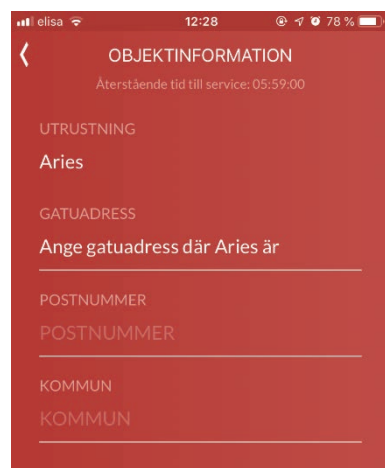 elisa 12:28 78 %
OBJEKTINFORMATION
Återstående tid till service: 05:59:00
UTRUSTNING
Aries
GATUADRESS
Ange gatuadress där Aries är
POSTNUMMER
POSTNUMMER
KOMMUN
KOMMUN